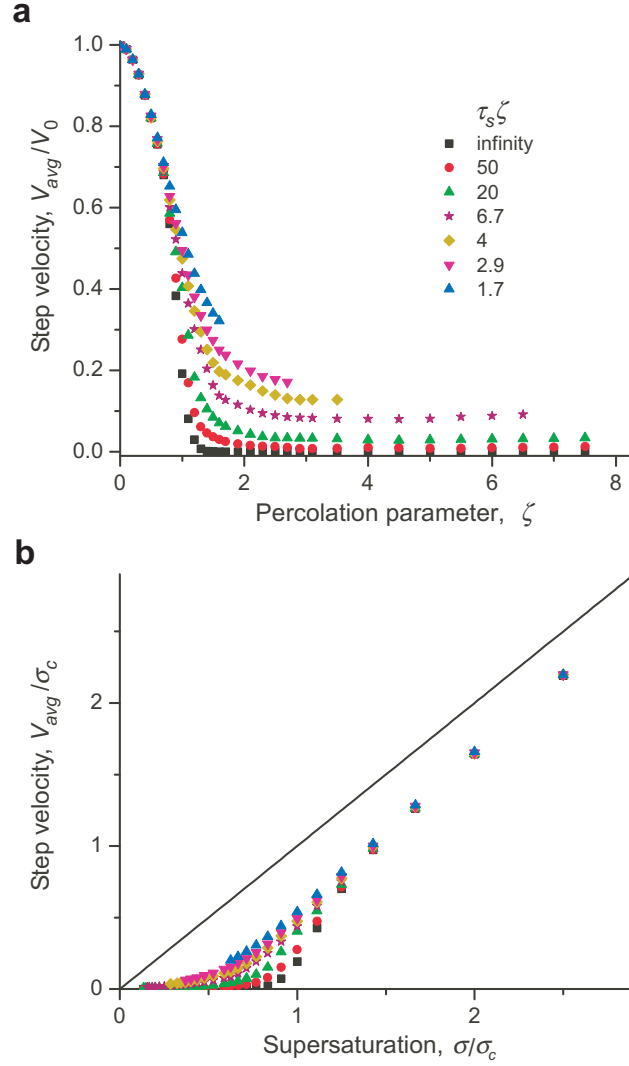 a
Step velocity, V_avg/V_0
1.0
0.8
0.6
0.4
0.2
0.0
0
2
4
6
8
Percolation parameter, ζ
τ_sζ
infinity
50
20
6.7
4
2.9
1.7
b
Step velocity, V_avg/σ_c
2
1
0
0
1
2
Supersaturation, σ/σ_c